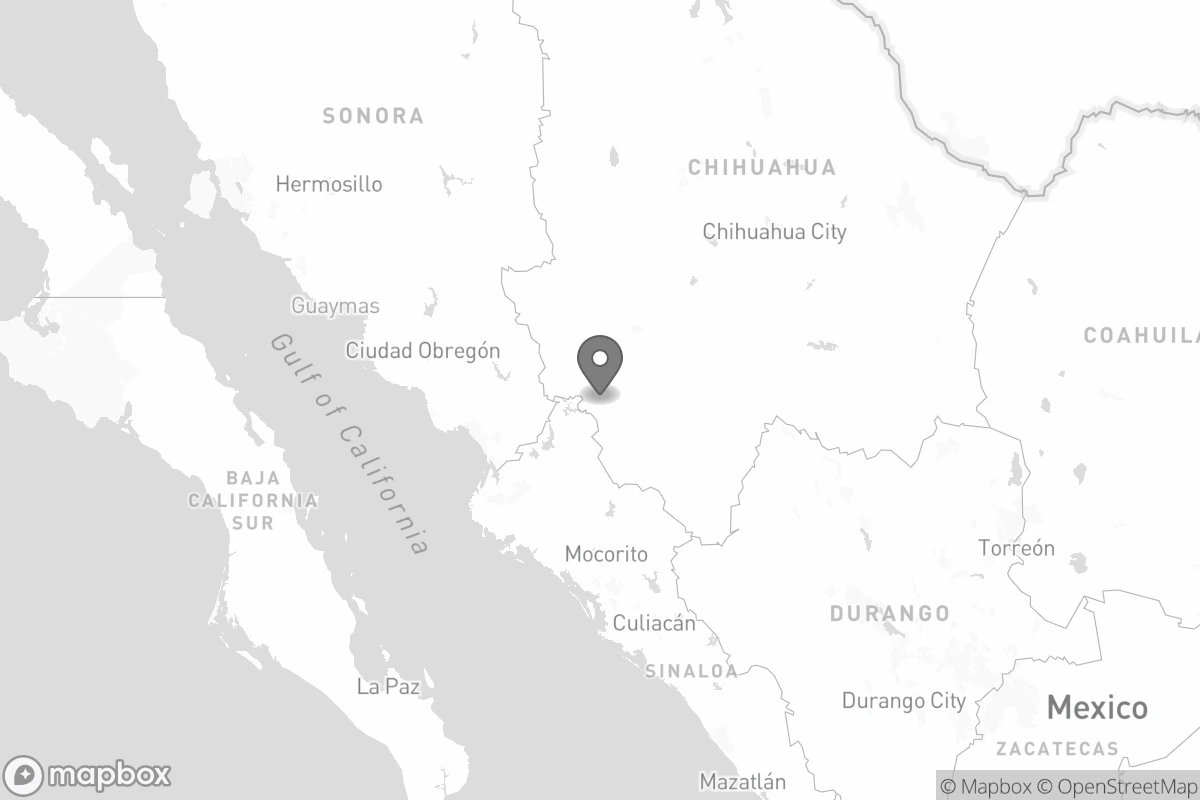 SONORA
CHIHUAHUA
Hermosillo
Chihuahua City
Guaymas
COAHUILA
Ciudad Obregón
Gulf of California
BAJA
CALIFORNIA
SUR
Mocorito
Torreón
Culiacán
DURANGO
SINALOA
La Paz
Durango City
Mexico
ZACATECAS
Mazatlán
mapbox
© Mapbox © OpenStreetMap